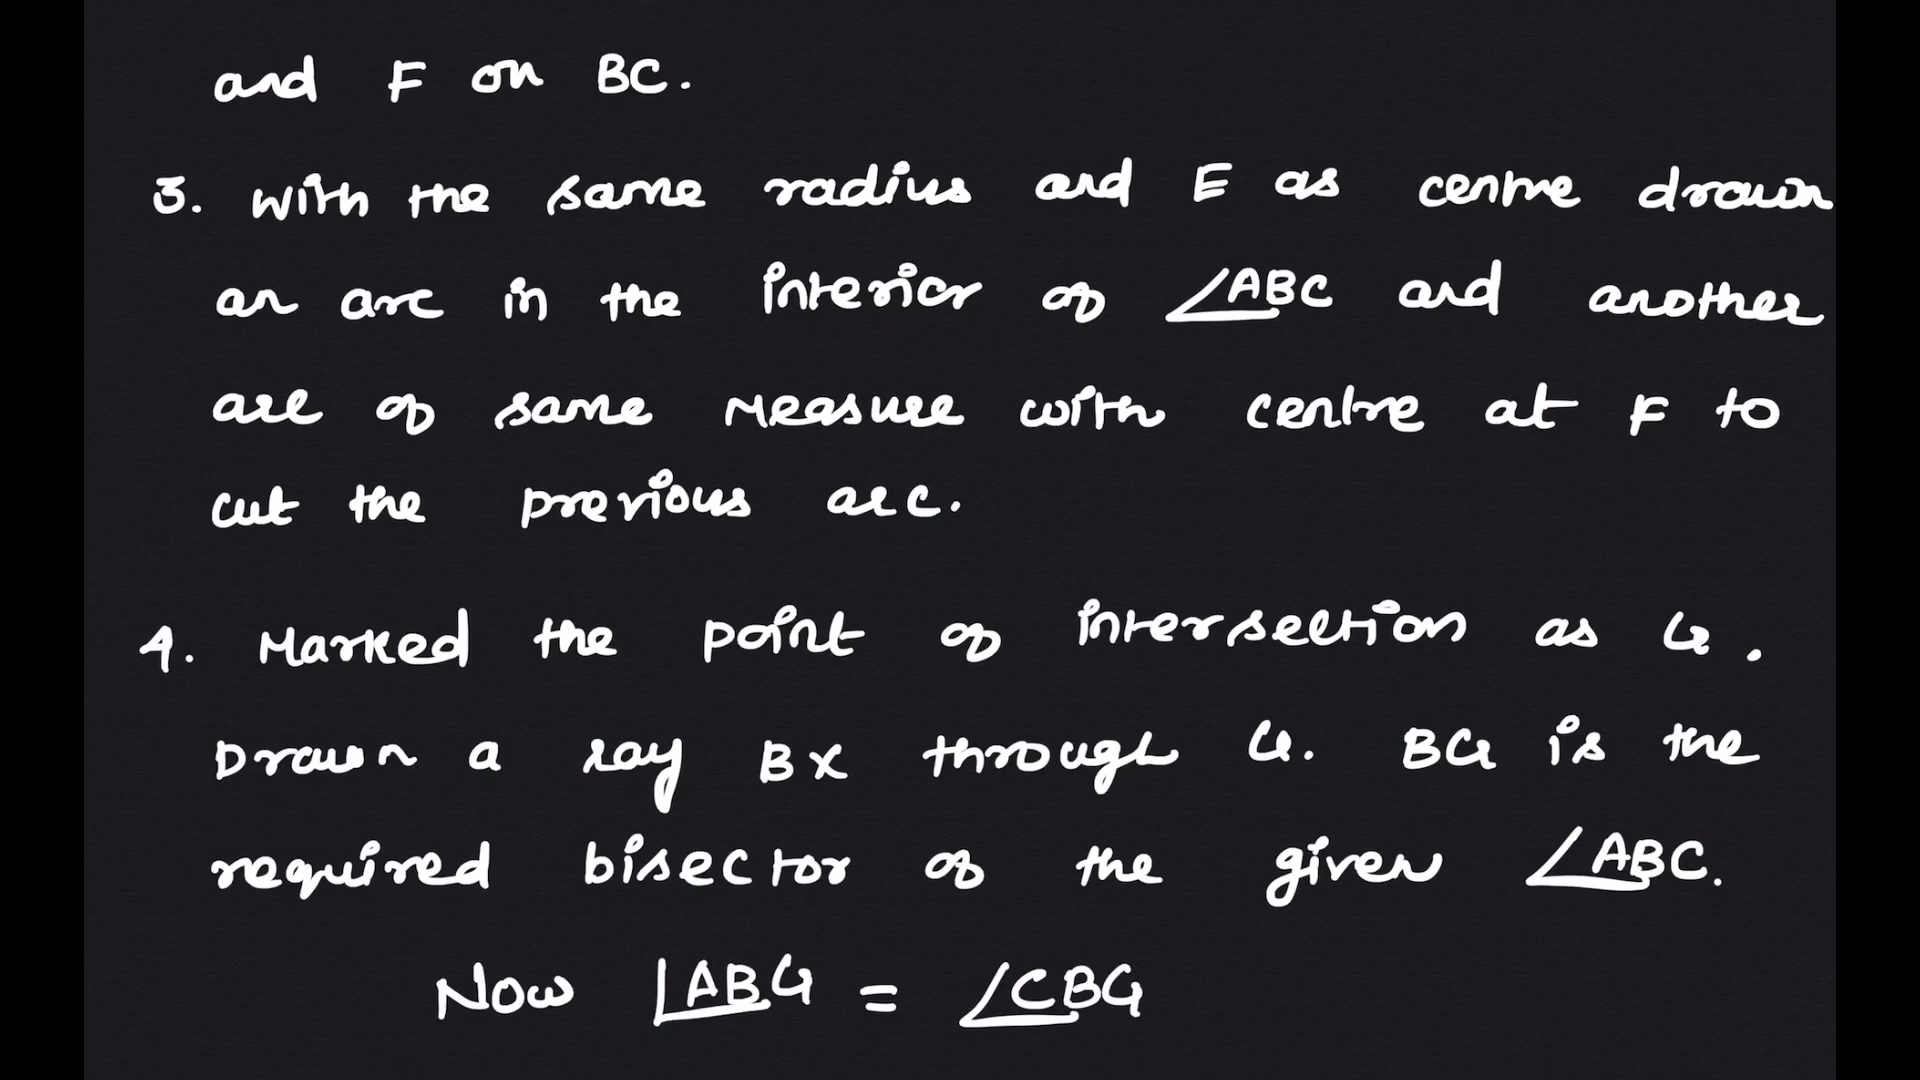 and F on BC.
3. With the same radius and E as centre drawn
an arc in the interior of ∠ABC and another
arc of same measure with centre at F to
cut the previous arc.
4. Marked the point of intersection as G.
Drawn a ray BX through G. BG is the
required bisector of the given ∠ABC.
Now ∠ABG = ∠CBG